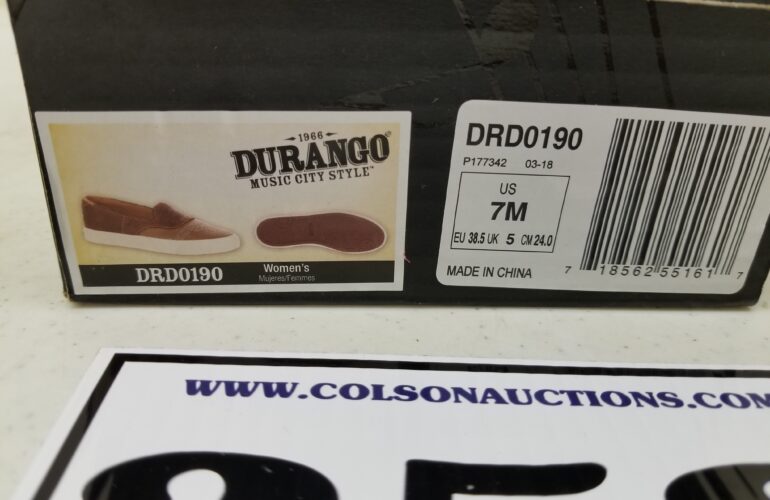 1966
DURANGO
MUSIC CITY STYLE™
DRD0190
Women's
Mujeres/Femmes
DRD0190
P177342 03-18
US
7M
EU 38.5 UK 5 CM 24.0
MADE IN CHINA
7 18562 55161 7
WWW.COLSONAUCTIONS.COM